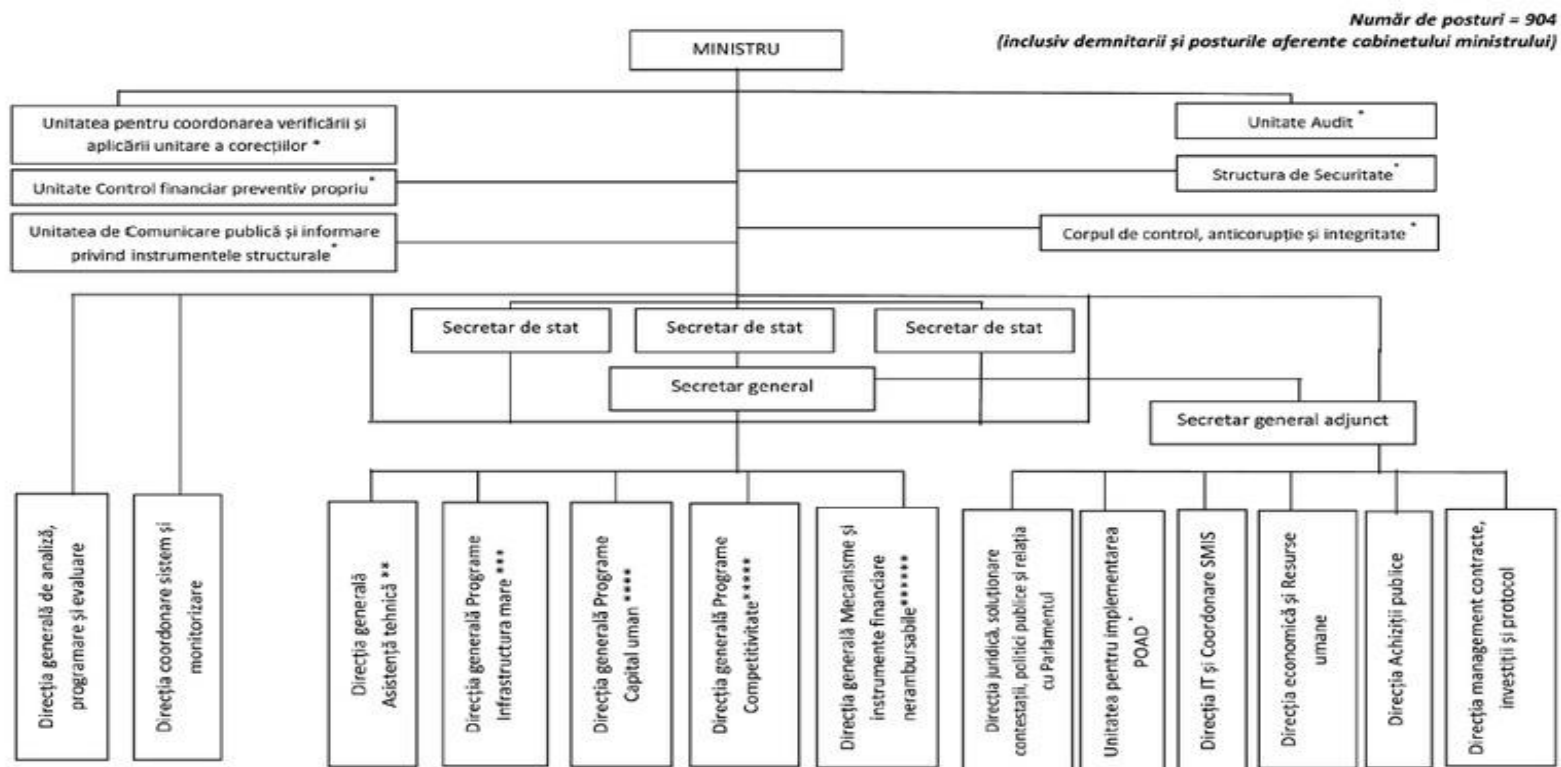 Număr de posturi = 904
(inclusiv demnitarii și posturile aferente cabinetului ministrului)
MINISTRU
Unitatea pentru coordonarea verificării și
aplicării unitare a corecțiilor *
Unitate Audit *
Unitate Control financiar preventiv propriu *
Structura de Securitate *
Unitatea de Comunicare publică și informare
privind instrumentele structurale *
Corpul de control, anticorupție și integritate *
Secretar de stat
Secretar de stat
Secretar de stat
Secretar general
Secretar general adjunct
Direcția generală de analiză,
programare și evaluare
Direcția coordonare sistem și
monitorizare
Direcția generală
Asistență tehnică **
Direcția generală Programe
Infrastructura mare ***
Direcția generală Programe
Capital uman ****
Direcția generală Programe
Competitivitate*****
Direcția generală Mecanisme și
instrumente financiare
nerambursabile*******
Direcția juridică, soluționare
contestații, politici publice și relația
cu Parlamentul
Unitatea pentru implementarea
POAD *
Direcția IT și Coordonare SMIS
Direcția economică și Resurse
umane
Direcția Achiziții publice
Direcția management contracte,
investiții și protocol